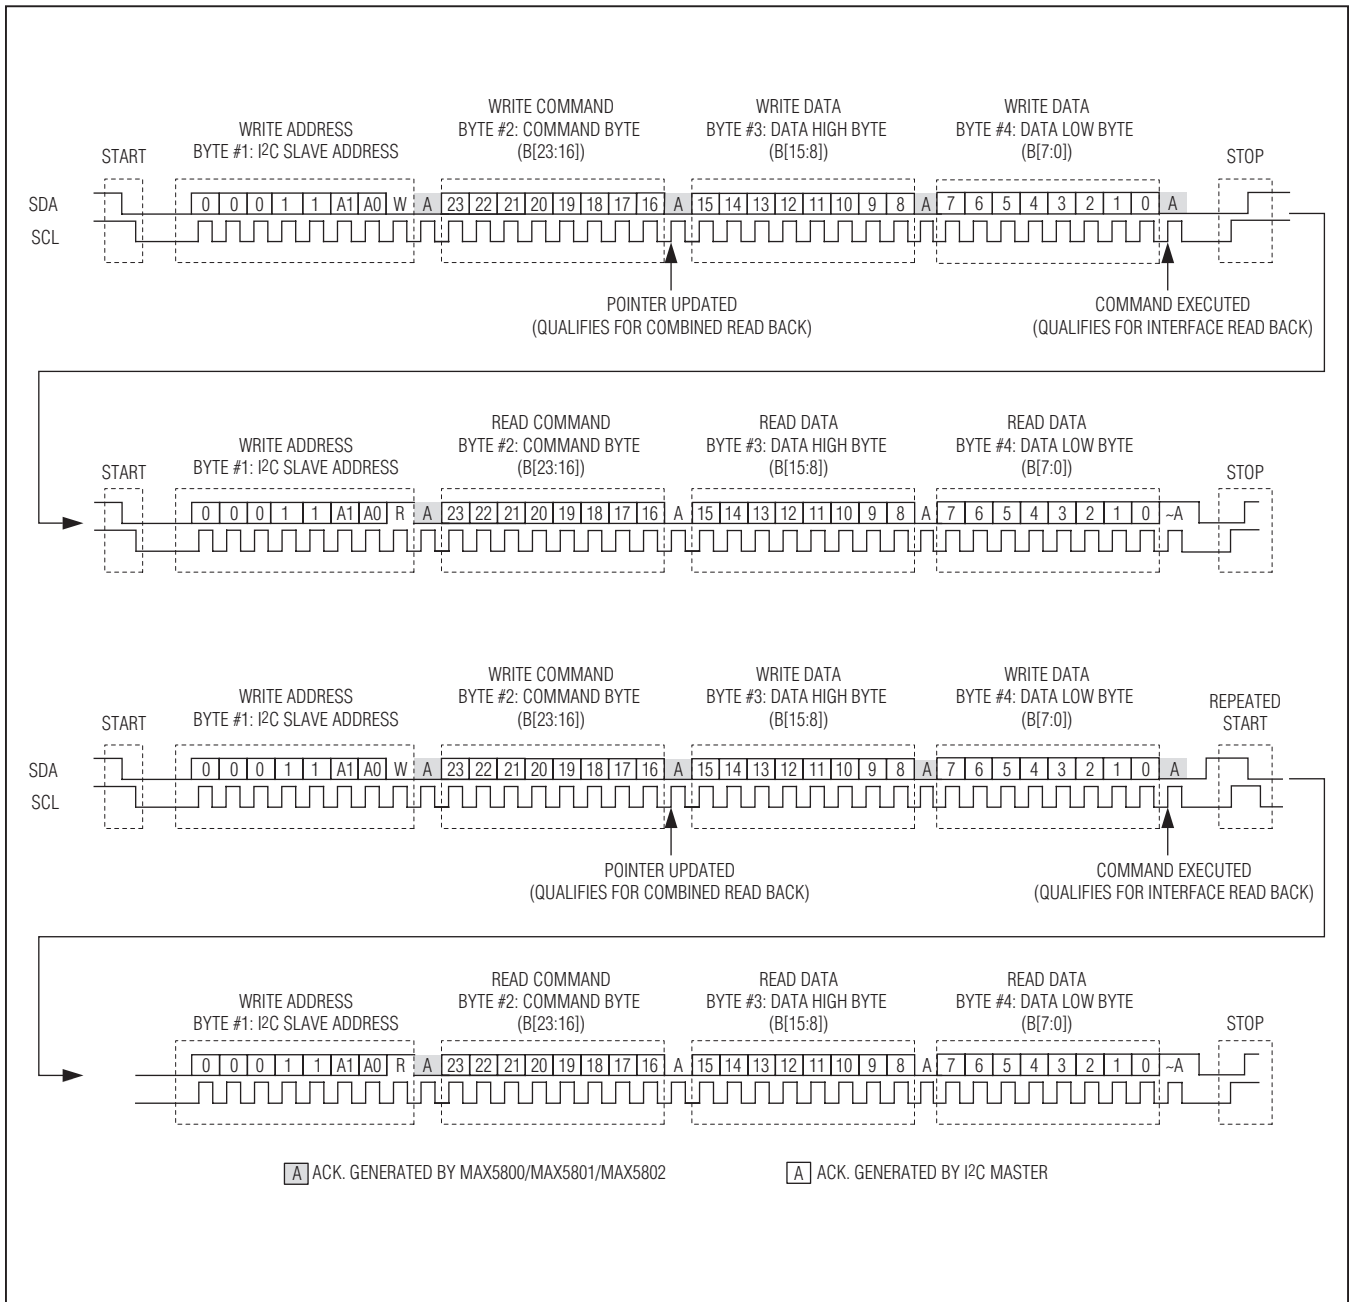 WRITE COMMAND WRITE DATA WRITE DATA
WRITE ADDRESS BYTE #2: COMMAND BYTE BYTE #3: DATA HIGH BYTE BYTE #4: DATA LOW BYTE
START BYTE #1: I2C SLAVE ADDRESS (B[23:16]) (B[15:8]) (B[7:0]) STOP
SDA 0 0 0 1 1 A1 A0 W A 23 22 21 20 19 18 17 16 A 15 14 13 12 11 10 9 8 A 7 6 5 4 3 2 1 0 A
SCL
POINTER UPDATED COMMAND EXECUTED
(QUALIFIES FOR COMBINED READ BACK) (QUALIFIES FOR INTERFACE READ BACK)
READ COMMAND READ DATA READ DATA
WRITE ADDRESS BYTE #2: COMMAND BYTE BYTE #3: DATA HIGH BYTE BYTE #4: DATA LOW BYTE
START BYTE #1: I2C SLAVE ADDRESS (B[23:16]) (B[15:8]) (B[7:0]) STOP
0 0 0 1 1 A1 A0 R A 23 22 21 20 19 18 17 16 A 15 14 13 12 11 10 9 8 A 7 6 5 4 3 2 1 0 ~A
WRITE COMMAND WRITE DATA WRITE DATA
WRITE ADDRESS BYTE #2: COMMAND BYTE BYTE #3: DATA HIGH BYTE BYTE #4: DATA LOW BYTE REPEATED
START BYTE #1: I2C SLAVE ADDRESS (B[23:16]) (B[15:8]) (B[7:0]) START
SDA 0 0 0 1 1 A1 A0 W A 23 22 21 20 19 18 17 16 A 15 14 13 12 11 10 9 8 A 7 6 5 4 3 2 1 0 A
SCL
POINTER UPDATED COMMAND EXECUTED
(QUALIFIES FOR COMBINED READ BACK) (QUALIFIES FOR INTERFACE READ BACK)
READ COMMAND READ DATA READ DATA
WRITE ADDRESS BYTE #2: COMMAND BYTE BYTE #3: DATA HIGH BYTE BYTE #4: DATA LOW BYTE
BYTE #1: I2C SLAVE ADDRESS (B[23:16]) (B[15:8]) (B[7:0]) STOP
0 0 0 1 1 A1 A0 R A 23 22 21 20 19 18 17 16 A 15 14 13 12 11 10 9 8 A 7 6 5 4 3 2 1 0 ~A
A ACK. GENERATED BY MAX5800/MAX5801/MAX5802 A ACK. GENERATED BY I2C MASTER